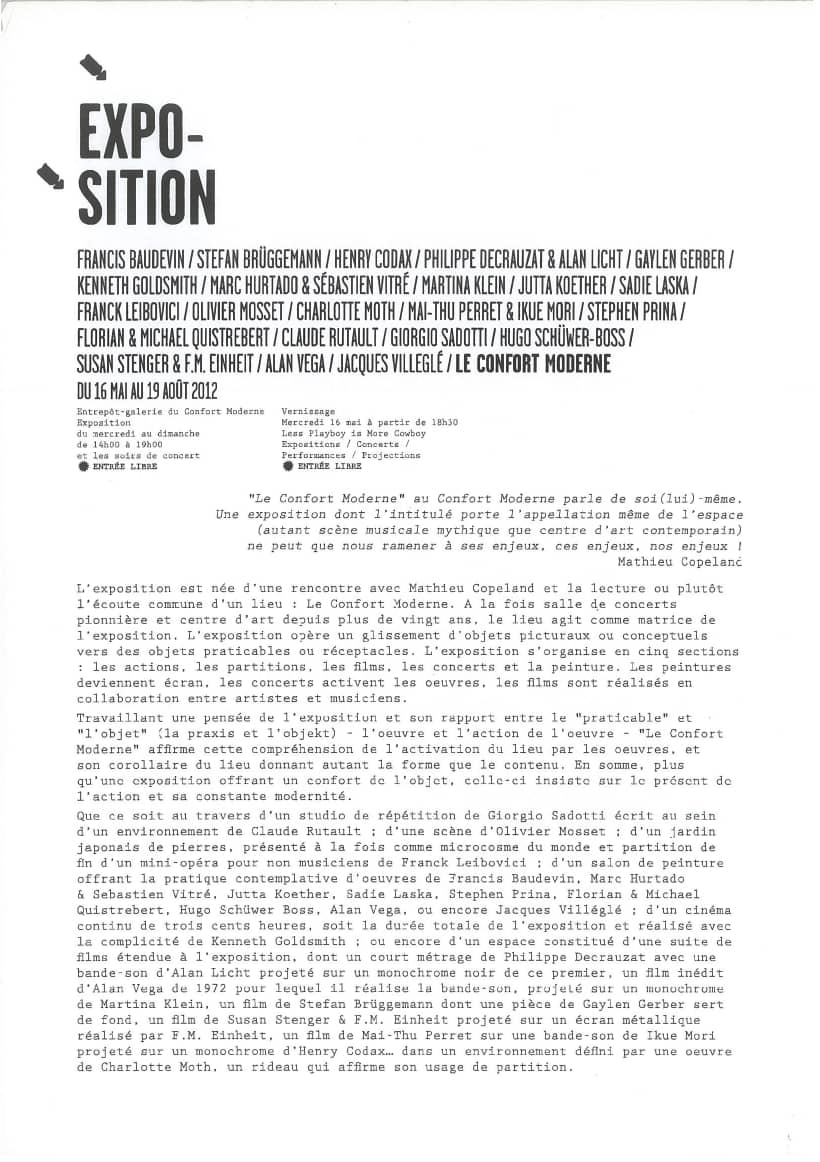 EXPO-
SITION
FRANCIS BAUDEVIN / STEFAN BRÜGGEMANN / HENRY CODAX / PHILIPPE DECRAUZAT & ALAN LICHT / GAYLEN GERBER /
KENNETH GOLDSMITH / MARC HURTADO & SÉBASTIEN VITRÉ / MARTINA KLEIN / JUTTA KOETHER / SADIE LASKA /
FRANCK LEIBOVICI / OLIVIER MOSSET / CHARLOTTE MOTH / MAI-THU PERRET & IKUE MORI / STEPHEN PRINA /
FLORIAN & MICHAEL QUISTREBERT / CLAUDE RUTAULT / GIORGIO SADOTTI / HUGO SCHÜWER-BOSS /
SUSAN STENGER & F.M. EINHEIT / ALAN VEGA / JACQUES VILLEGLÉ / LE CONFORT MODERNE
DU 16 MAI AU 19 AOÛT 2012
Entrepôt-galerie du Confort Moderne
Exposition
du mercredi au dimanche
de 14h00 à 19h00
et les soirs de concert
ENTRÉE LIBRE
Vernissage
Mercredi 16 mai à partir de 18h30
Less Playboy is More Cowboy
Expositions / Concerts /
Performances / Projections
ENTRÉE LIBRE
"Le Confort Moderne" au Confort Moderne parle de soi(lui)-même.
Une exposition dont l'intitulé porte l'appellation même de l'espace
(autant scène musicale mythique que centre d'art contemporain)
ne peut que nous ramener à ses enjeux, ces enjeux, nos enjeux !
Mathieu Copeland
L'exposition est née d'une rencontre avec Mathieu Copeland et la lecture ou plutôt
l'écoute commune d'un lieu : Le Confort Moderne. A la fois salle de concerts
pionnière et centre d'art depuis plus de vingt ans, le lieu agit comme matrice de
l'exposition. L'exposition opère un glissement d'objets picturaux ou conceptuels
vers des objets praticables ou réceptacles. L'exposition s'organise en cinq sections
: les actions, les partitions, les films, les concerts et la peinture. Les peintures
deviennent écran, les concerts activent les oeuvres, les films sont réalisés en
collaboration entre artistes et musiciens.
Travaillant une pensée de l'exposition et son rapport entre le "praticable" et
"l'objet" (la praxis et l'objekt) - l'oeuvre et l'action de l'oeuvre - "Le Confort
Moderne" affirme cette compréhension de l'activation du lieu par les oeuvres, et
son corollaire du lieu donnant autant la forme que le contenu. En somme, plus
qu'une exposition offrant un confort de l'objet, celle-ci insiste sur le présent de
l'action et sa constante modernité.
Que ce soit au travers d'un studio de répétition de Giorgio Sadotti écrit au sein
d'un environnement de Claude Rutault ; d'une scène d'Olivier Mosset ; d'un jardin
japonais de pierres, présenté à la fois comme microcosme du monde et partition de
fin d'un mini-opéra pour non musiciens de Franck Leibovici ; d'un salon de peinture
offrant la pratique contemplative d'oeuvres de Francis Baudevin, Marc Hurtado
& Sebastien Vitré, Jutta Koether, Sadie Laska, Stephen Prina, Florian & Michael
Quistrebert, Hugo Schüwer Boss, Alan Vega, ou encore Jacques Villéglé ; d'un cinéma
continu de trois cents heures, soit la durée totale de l'exposition et réalisé avec
la complicité de Kenneth Goldsmith ; ou encore d'un espace constitué d'une suite de
films étendue à l'exposition, dont un court métrage de Philippe Decrauzat avec une
bande-son d'Alan Licht projeté sur un monochrome noir de ce premier, un film inédit
d'Alan Vega de 1972 pour lequel il réalise la bande-son, projeté sur un monochrome
de Martina Klein, un film de Stefan Brüggemann dont une pièce de Gaylen Gerber sert
de fond, un film de Susan Stenger & F.M. Einheit projeté sur un écran métallique
réalisé par F.M. Einheit, un film de Mai-Thu Perret sur une bande-son de Ikue Mori
projeté sur un monochrome d'Henry Codax… dans un environnement défini par une oeuvre
de Charlotte Moth, un rideau qui affirme son usage de partition.